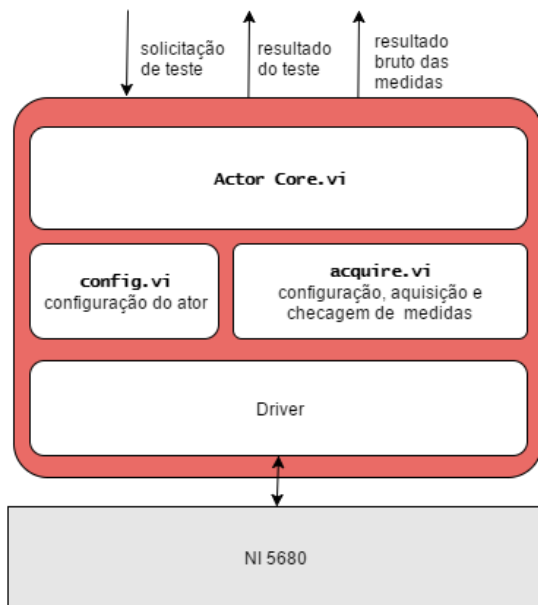 solicitação
de teste
resultado
do teste
resultado
bruto das
medidas
Actor Core.vi
config.vi
configuração do ator
acquire.vi
configuração, aquisição e
checagem de medidas
Driver
NI 5680